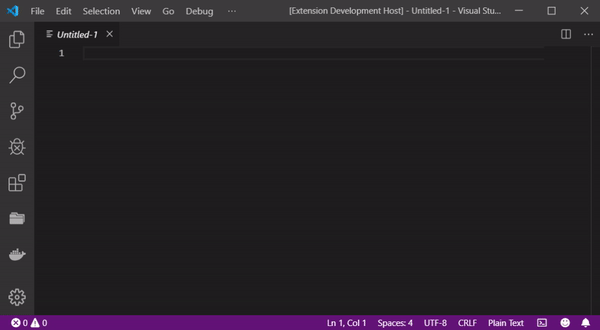 File Edit Selection View Go Debug ··· [Extension Development Host] - Untitled-1 - Visual Stu...
Untitled-1
1
0 0 Ln 1, Col 1 Spaces: 4 UTF-8 CRLF Plain Text